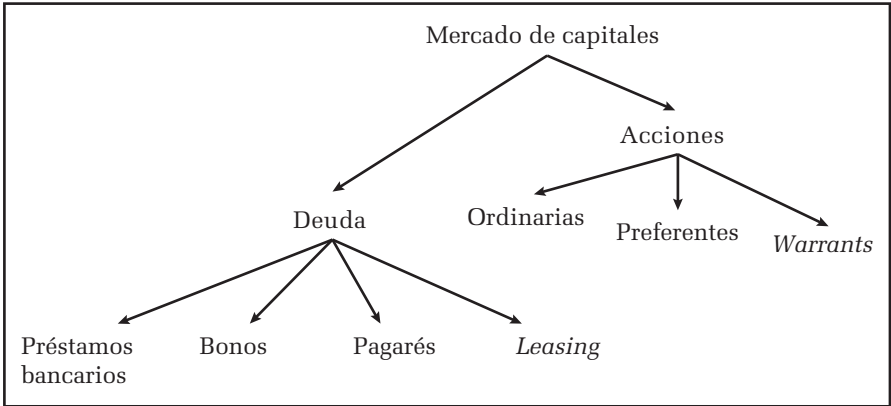 Mercado de capitales
Acciones
Deuda
Ordinarias
Preferentes
Warrants
Préstamos
bancarios
Bonos
Pagarés
Leasing